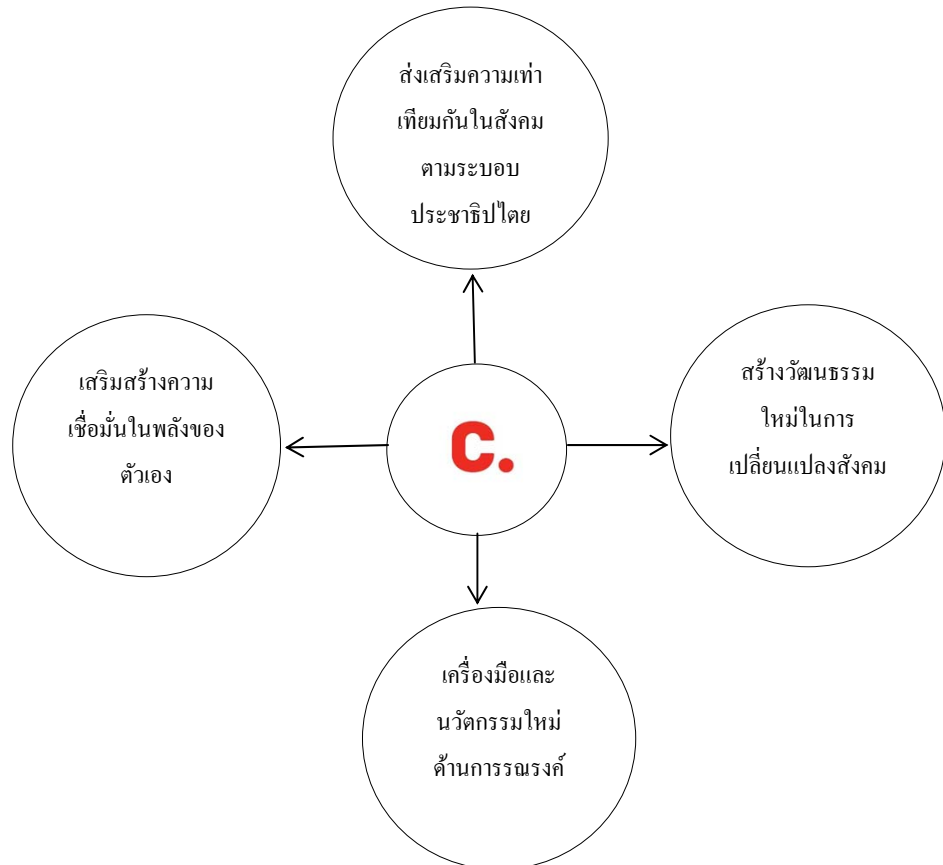 ส่งเสริมความเท่า
เทียมกันในสังคม
ตามระบอบ
ประชาธิปไตย
เสริมสร้างความ
เชื่อมั่นในพลังของ
ตัวเอง
C.
สร้างวัฒนธรรม
ใหม่ในการ
เปลี่ยนแปลงสังคม
เครื่องมือและ
นวัตกรรมใหม่
ด้านการรณรงค์